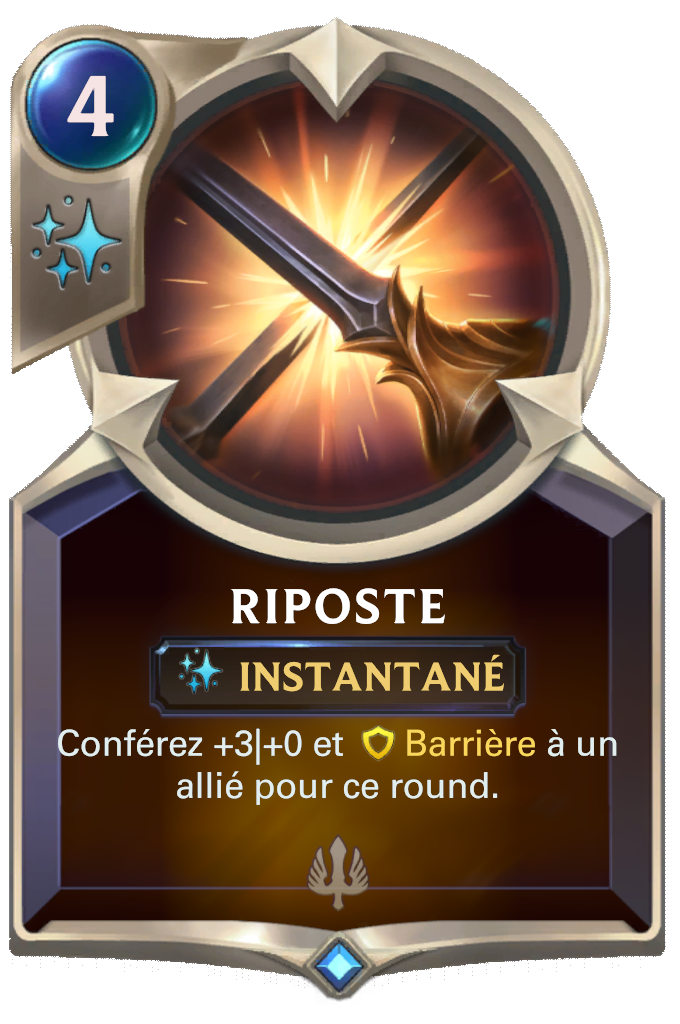 4
RIPOSTE
INSTANTANÉ
Conférez +3|+0 et Barrière à un
allié pour ce round.